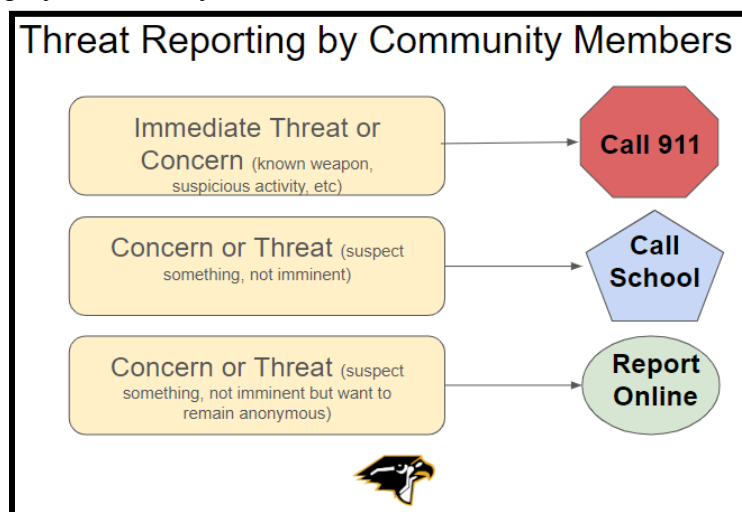 Threat Reporting by Community Members
Immediate Threat or
Concern (known weapon,
suspicious activity, etc)
Call 911
Concern or Threat (suspect
something, not imminent)
Call
School
Concern or Threat (suspect
something, not imminent but want to
remain anonymous)
Report
Online